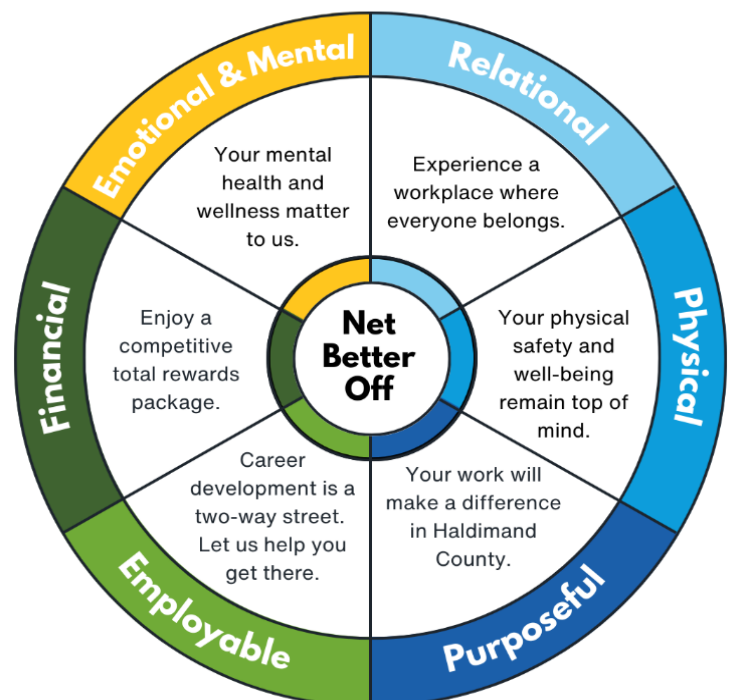 Emotional & Mental
Your mental
health and
wellness matter
to us.
Relational
Experience a
workplace where
everyone belongs.
Physical
Your physical
safety and
well-being
remain top of
mind.
Purposeful
Your work will
make a difference
in Haldimand
County.
Employable
Career
development is a
two-way street.
Let us help you
get there.
Financial
Enjoy a
competitive
total rewards
package.
Net
Better
Off